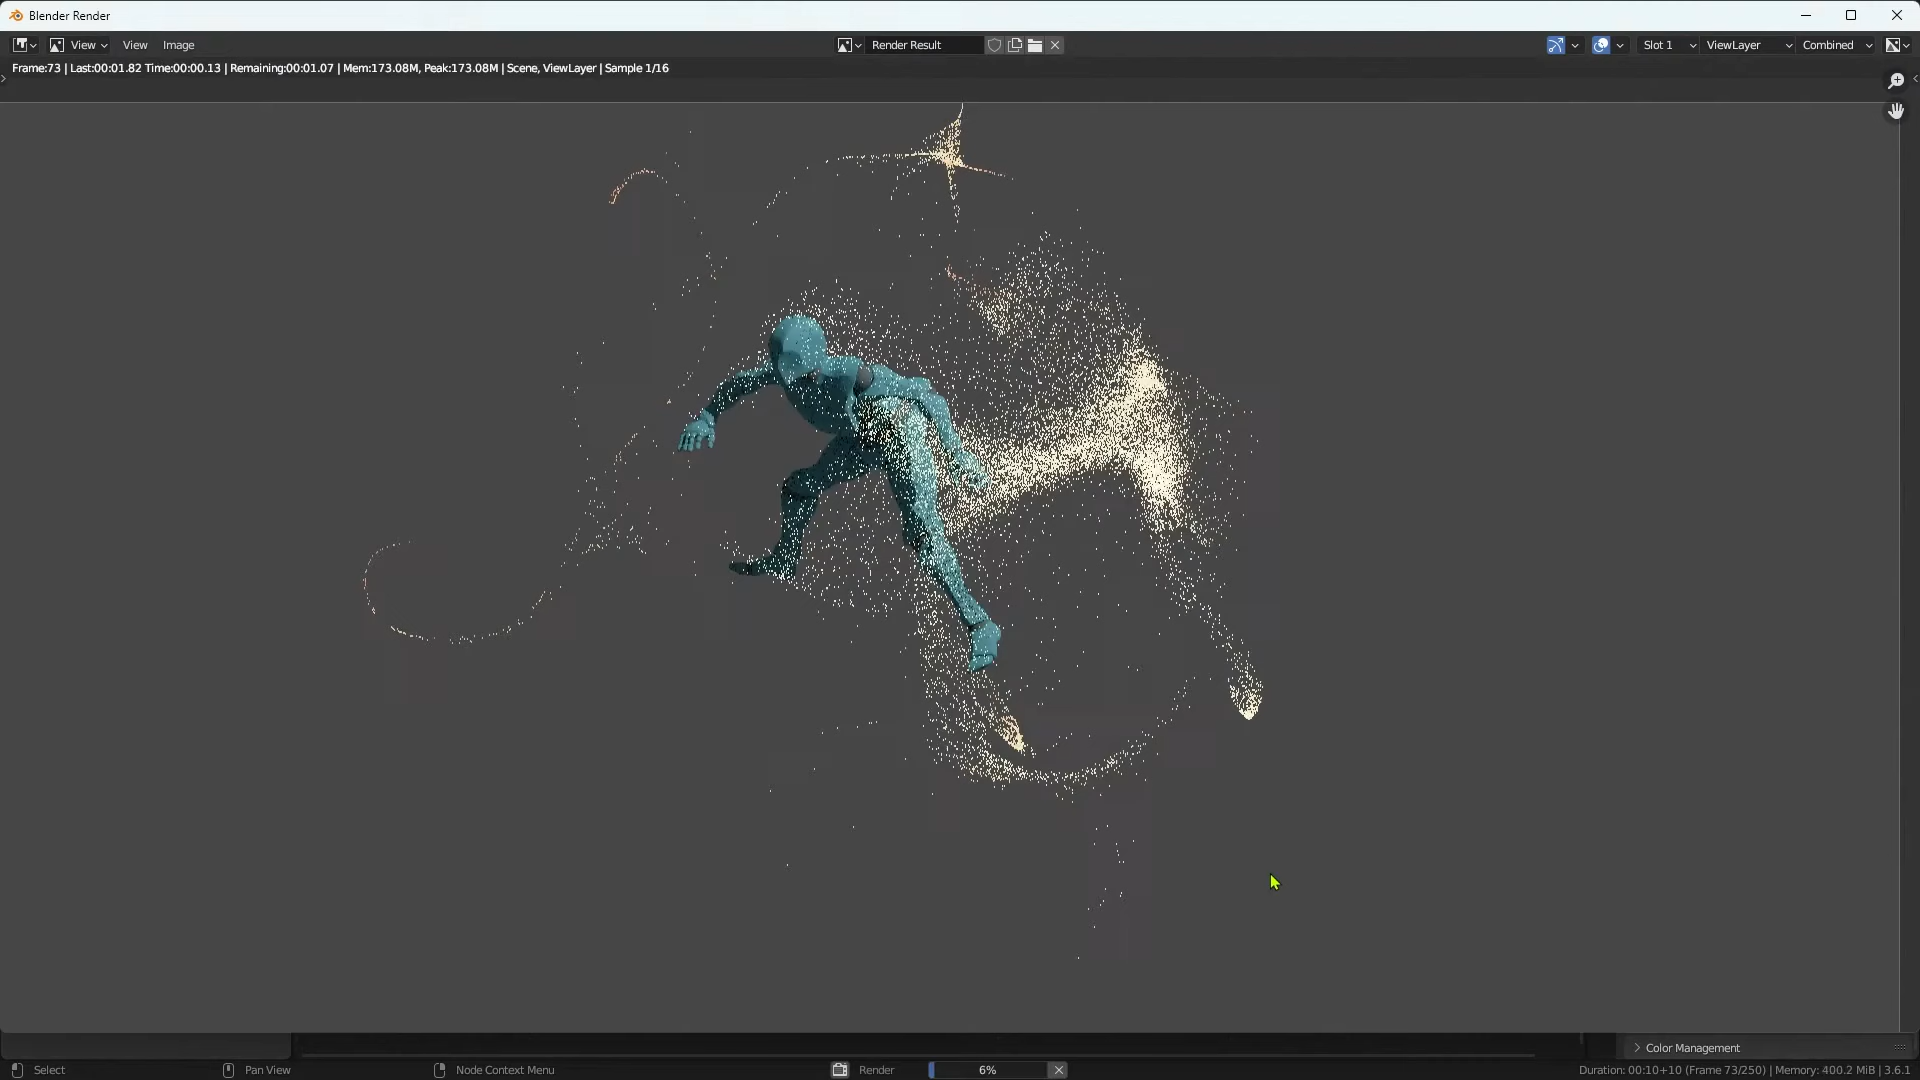 Blender Render
View View Image Render Result Slot 1 ViewLayer Combined
Frame:73 | Last:00:01.82 Time:00:00.13 | Remaining:00:01.07 | Mem:173.08M, Peak:173.08M | Scene, ViewLayer | Sample 1/16
Color Management
Select Pan View Node Context Menu Render 6% Duration: 00:10+10 (Frame 73/250) | Memory: 400.2 MiB | 3.6.1